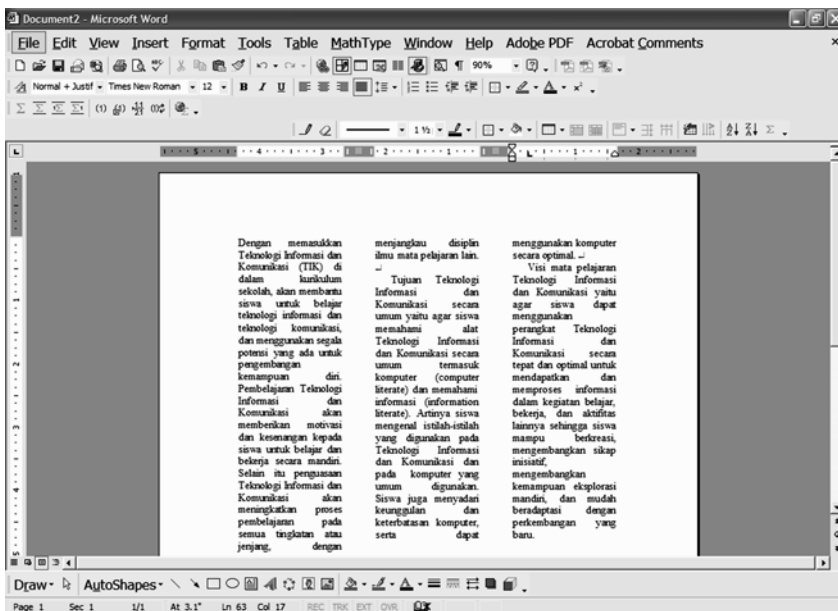 Document2 - Microsoft Word
File Edit View Insert Format Tools Table MathType Window Help Adobe PDF Acrobat Comments
90%
Normal + Justif Times New Roman 12 B I U
1 ½
Dengan memasukkan
Teknologi Informasi dan
Komunikasi (TIK) di
dalam kurikulum
sekolah, akan membantu
siswa untuk belajar
teknologi informasi dan
teknologi komunikasi,
dan menggunakan segala
potensi yang ada untuk
pengembangan
kemampuan diri.
Pembelajaran Teknologi
Informasi dan
Komunikasi akan
memberikan motivasi
dan kesenangan kepada
siswa untuk belajar dan
bekerja secara mandiri.
Selain itu penguasaan
Teknologi Informasi dan
Komunikasi akan
meningkatkan proses
pembelajaran pada
semua tingkatan atau
jenjang, dengan
menjangkau disiplin
ilmu mata pelajaran lain.
Tujuan Teknologi
Informasi dan
Komunikasi secara
umum yaitu agar siswa
memahami alat
Teknologi Informasi
dan Komunikasi secara
umum termasuk
komputer (computer
literate) dan memahami
informasi (information
literate). Artinya siswa
mengenal istilah-istilah
yang digunakan pada
Teknologi Informasi
dan Komunikasi dan
pada komputer yang
umum digunakan.
Siswa juga menyadari
keunggulan dan
keterbatasan komputer,
serta dapat
menggunakan komputer
secara optimal.
Visi mata pelajaran
Teknologi Informasi
dan Komunikasi yaitu
agar siswa dapat
menggunakan
perangkat Teknologi
Informasi dan
Komunikasi secara
tepat dan optimal untuk
mendapatkan dan
memproses informasi
dalam kegiatan belajar,
bekerja, dan aktifitas
lainnya sehingga siswa
mampu berkreasi,
mengembangkan sikap
inisiatif,
mengembangkan
kemampuan eksplorasi
mandiri, dan mudah
beradaptasi dengan
perkembangan yang
baru.
Draw AutoShapes
Page 1 Sec 1 1/1 At 3.1" Ln 63 Col 17 REC TRK EXT OVR